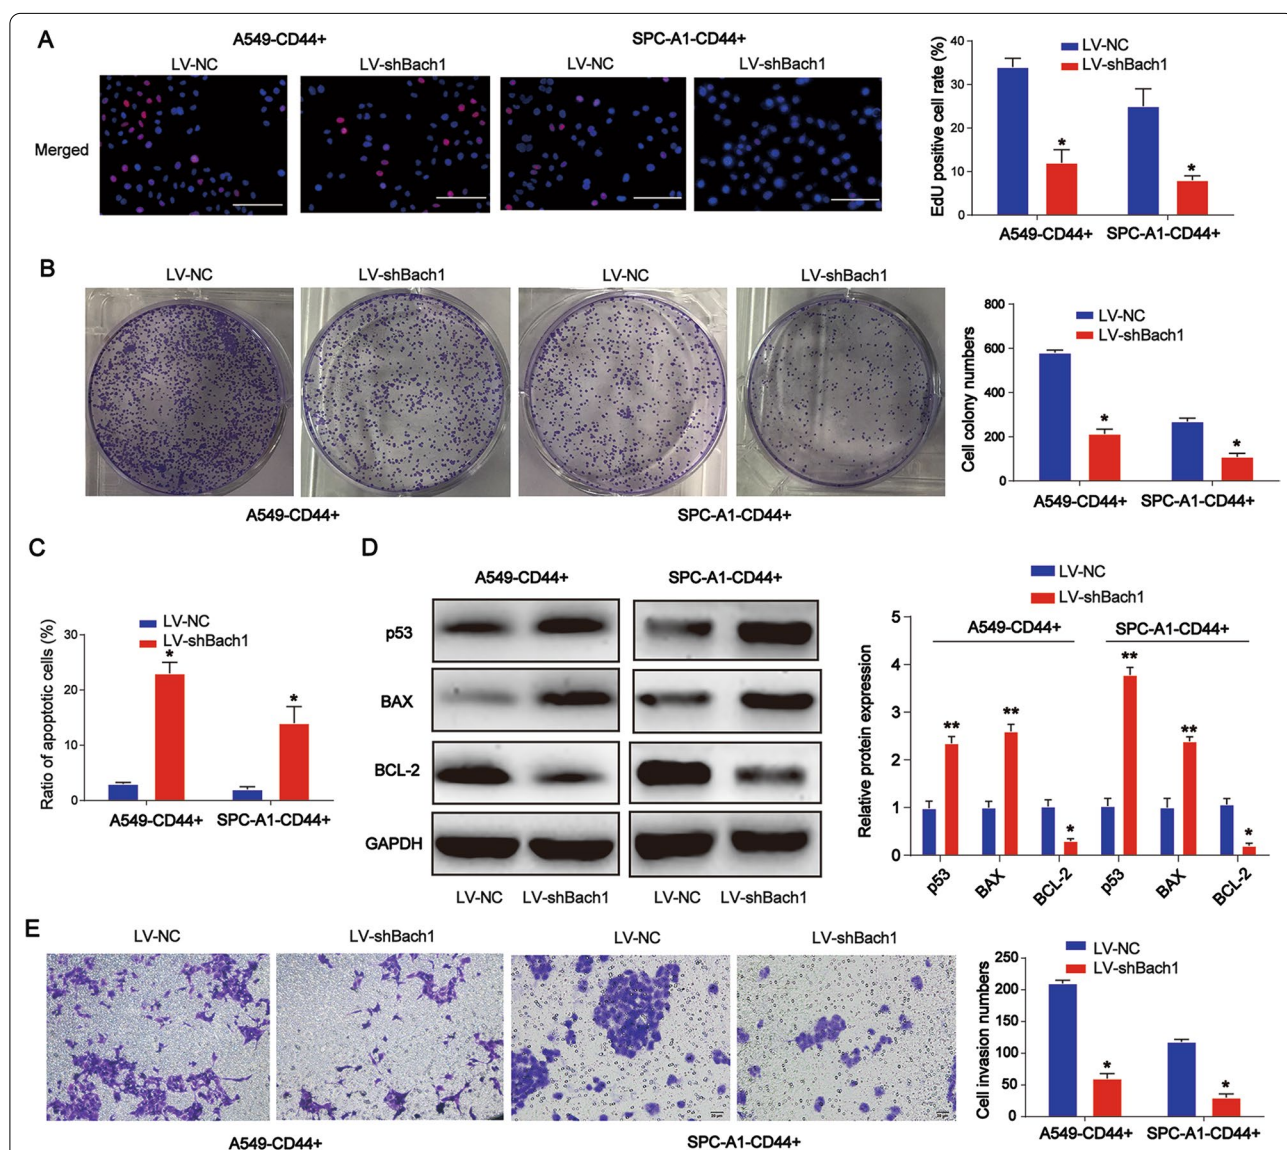 A
A549-CD44+
SPC-A1-CD44+
LV-NC
LV-shBach1
LV-NC
LV-shBach1
Merged
EdU positive cell rate (%)
40
30
20
10
0
LV-NC
LV-shBach1
*
*
A549-CD44+
SPC-A1-CD44+
B
LV-NC
LV-shBach1
LV-NC
LV-shBach1
A549-CD44+
SPC-A1-CD44+
Cell colony numbers
800
600
400
200
0
LV-NC
LV-shBach1
*
*
A549-CD44+
SPC-A1-CD44+
C
Ratio of apoptotic cells (%)
30
20
10
0
LV-NC
LV-shBach1
*
*
A549-CD44+
SPC-A1-CD44+
D
A549-CD44+
SPC-A1-CD44+
p53
BAX
BCL-2
GAPDH
LV-NC
LV-shBach1
LV-NC
LV-shBach1
LV-NC
LV-shBach1
Relative protein expression
5
4
3
2
1
0
A549-CD44+
SPC-A1-CD44+
**
**
*
**
**
*
p53
BAX
BCL-2
p53
BAX
BCL-2
E
LV-NC
LV-shBach1
LV-NC
LV-shBach1
20 μm
20 μm
A549-CD44+
SPC-A1-CD44+
Cell invasion numbers
250
200
150
100
50
0
LV-NC
LV-shBach1
*
*
A549-CD44+
SPC-A1-CD44+